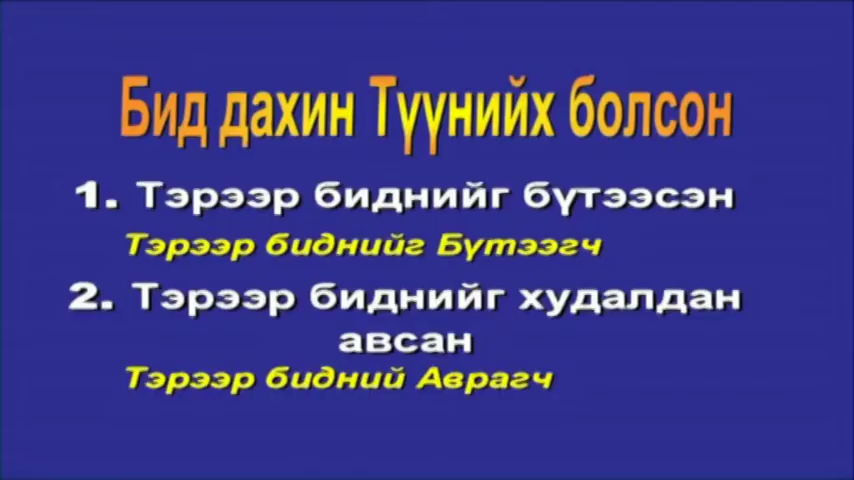 Бид дахин Түүнийх болсон
1. Тэрээр биднийг бүтээсэн
Тэрээр биднийг Бүтээгч
2. Тэрээр биднийг худалдан
авсан
Тэрээр бидний Аврагч